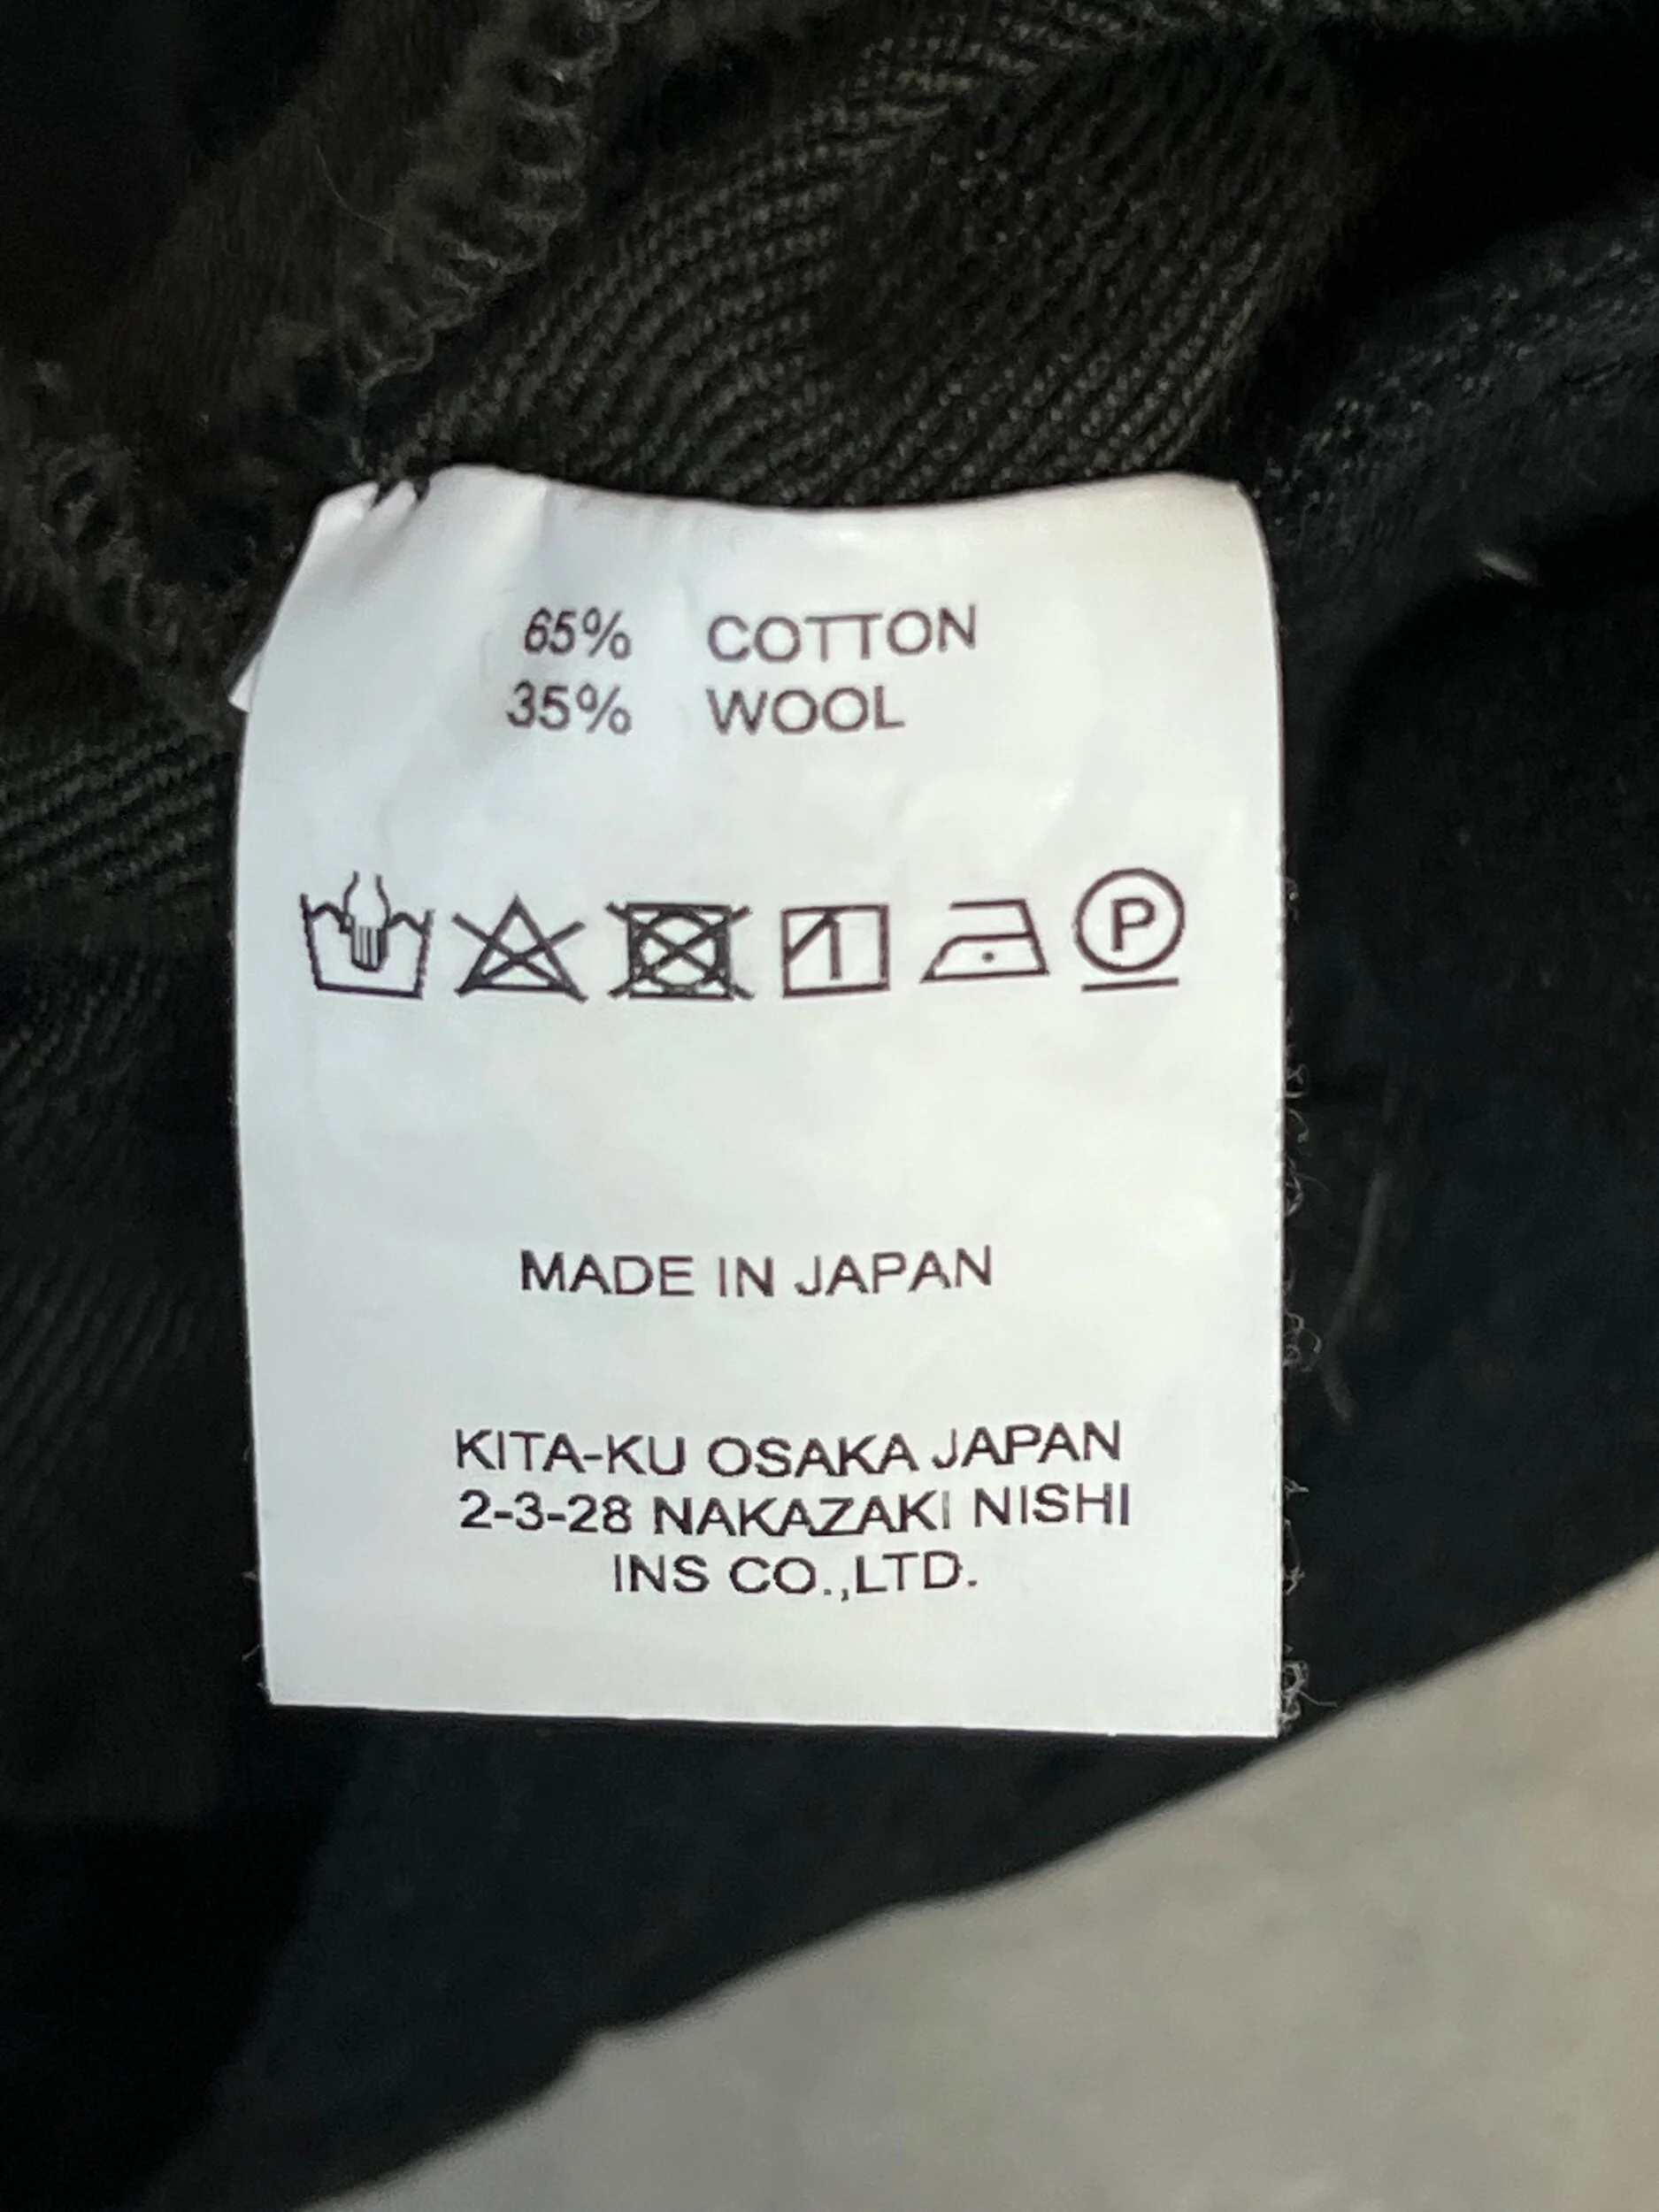 65% COTTON
35% WOOL
P
MADE IN JAPAN
KITA-KU OSAKA JAPAN
2-3-28 NAKAZAKI NISHI
INS CO.,LTD.